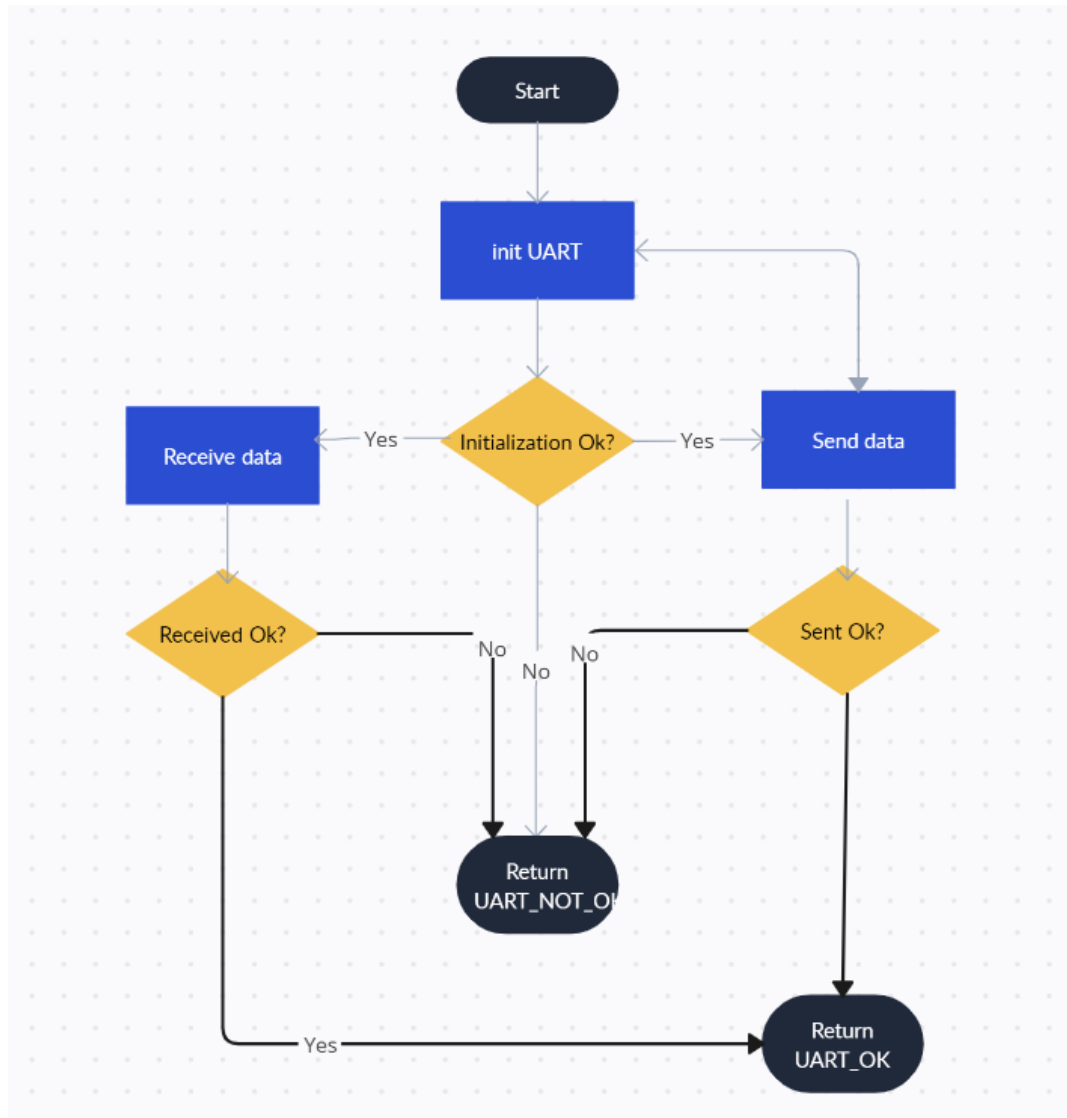 Start
init UART
Yes
Initialization Ok?
Yes
Receive data
Send data
Received Ok?
Sent Ok?
No
No
No
Return
UART_NOT_O
Return
UART_OK
Yes